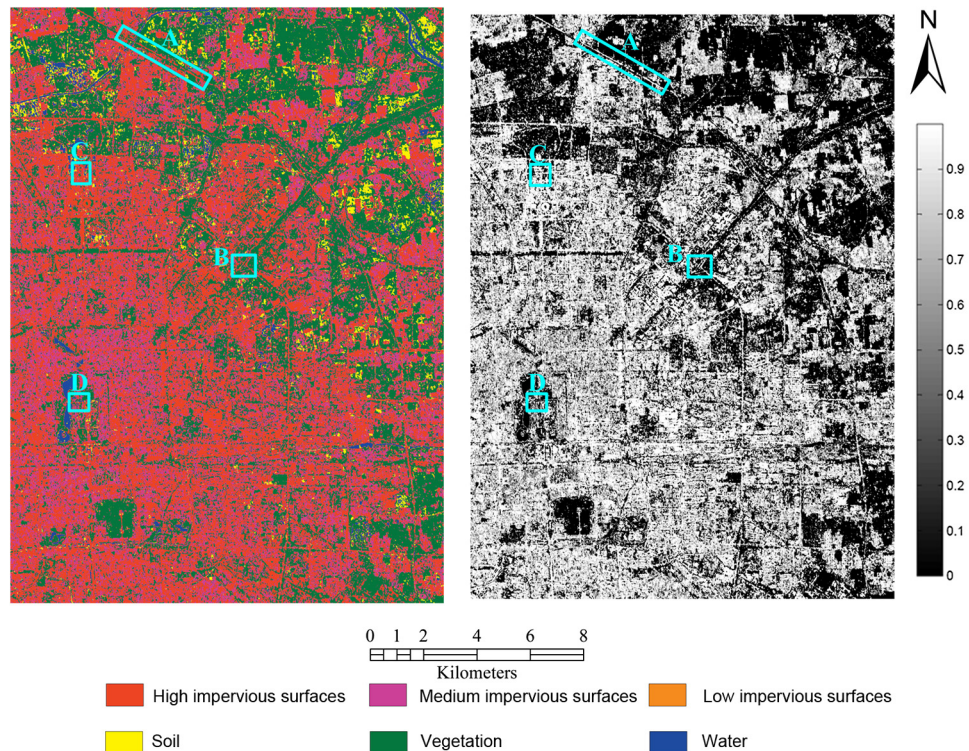 N
A
A
C
C
B
B
D
D
0.9
0.8
0.7
0.6
0.5
0.4
0.3
0.2
0.1
0
0 1 2 4 6 8
Kilometers
High impervious surfaces Medium impervious surfaces Low impervious surfaces
Soil Vegetation Water